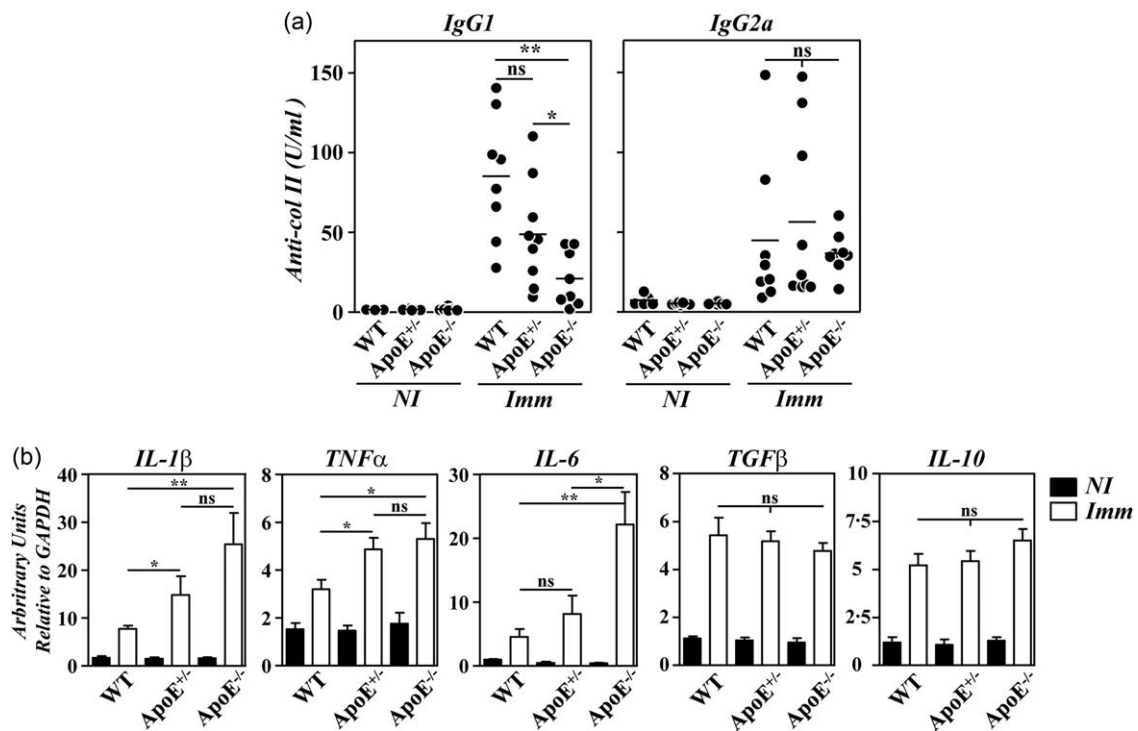 (a)
IgG1
IgG2a
Anti-col II (U/ml )
150
100
50
0
**
ns
*
ns
WT
ApoE+/-
ApoE-/-
WT
ApoE+/-
ApoE-/-
WT
ApoE+/-
ApoE-/-
WT
ApoE+/-
ApoE-/-
NI
Imm
NI
Imm
(b)
IL-1β
TNFα
IL-6
TGFβ
IL-10
Arbritrary Units
Relative to GAPDH
40
30
20
10
0
**
ns
*
WT
ApoE+/-
ApoE-/-
8
6
4
2
0
*
ns
*
WT
ApoE+/-
ApoE-/-
30
20
10
0
*
**
ns
WT
ApoE+/-
ApoE-/-
8
6
4
2
0
ns
WT
ApoE+/-
ApoE-/-
10·0
7·5
5·0
2·5
0
ns
WT
ApoE+/-
ApoE-/-
NI
Imm